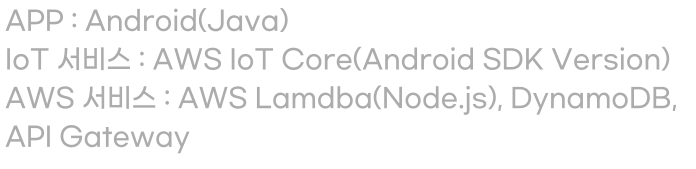 APP : Android(Java)
IoT 서비스 : AWS IoT Core(Android SDK Version)
AWS 서비스 : AWS Lamdba(Node.js), DynamoDB,
API Gateway